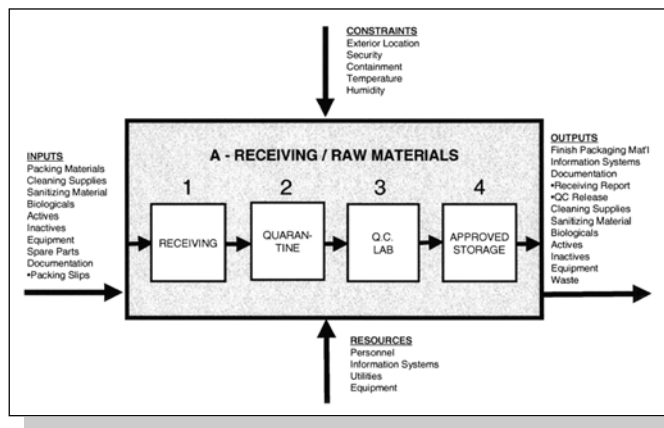 CONSTRAINTS
Exterior Location
Security
Containment
Temperature
Humidity
INPUTS
Packing Materials
Cleaning Supplies
Sanitizing Material
Biologicals
Actives
Inactives
Equipment
Spare Parts
Documentation
•Packing Slips
A - RECEIVING / RAW MATERIALS
1
2
3
4
RECEIVING
QUARAN-
TINE
Q.C.
LAB
APPROVED
STORAGE
OUTPUTS
Finish Packaging Mat'l
Information Systems
Documentation
•Receiving Report
•QC Release
Cleaning Supplies
Sanitizing Material
Biologicals
Actives
Inactives
Equipment
Waste
RESOURCES
Personnel
Information Systems
Utilities
Equipment